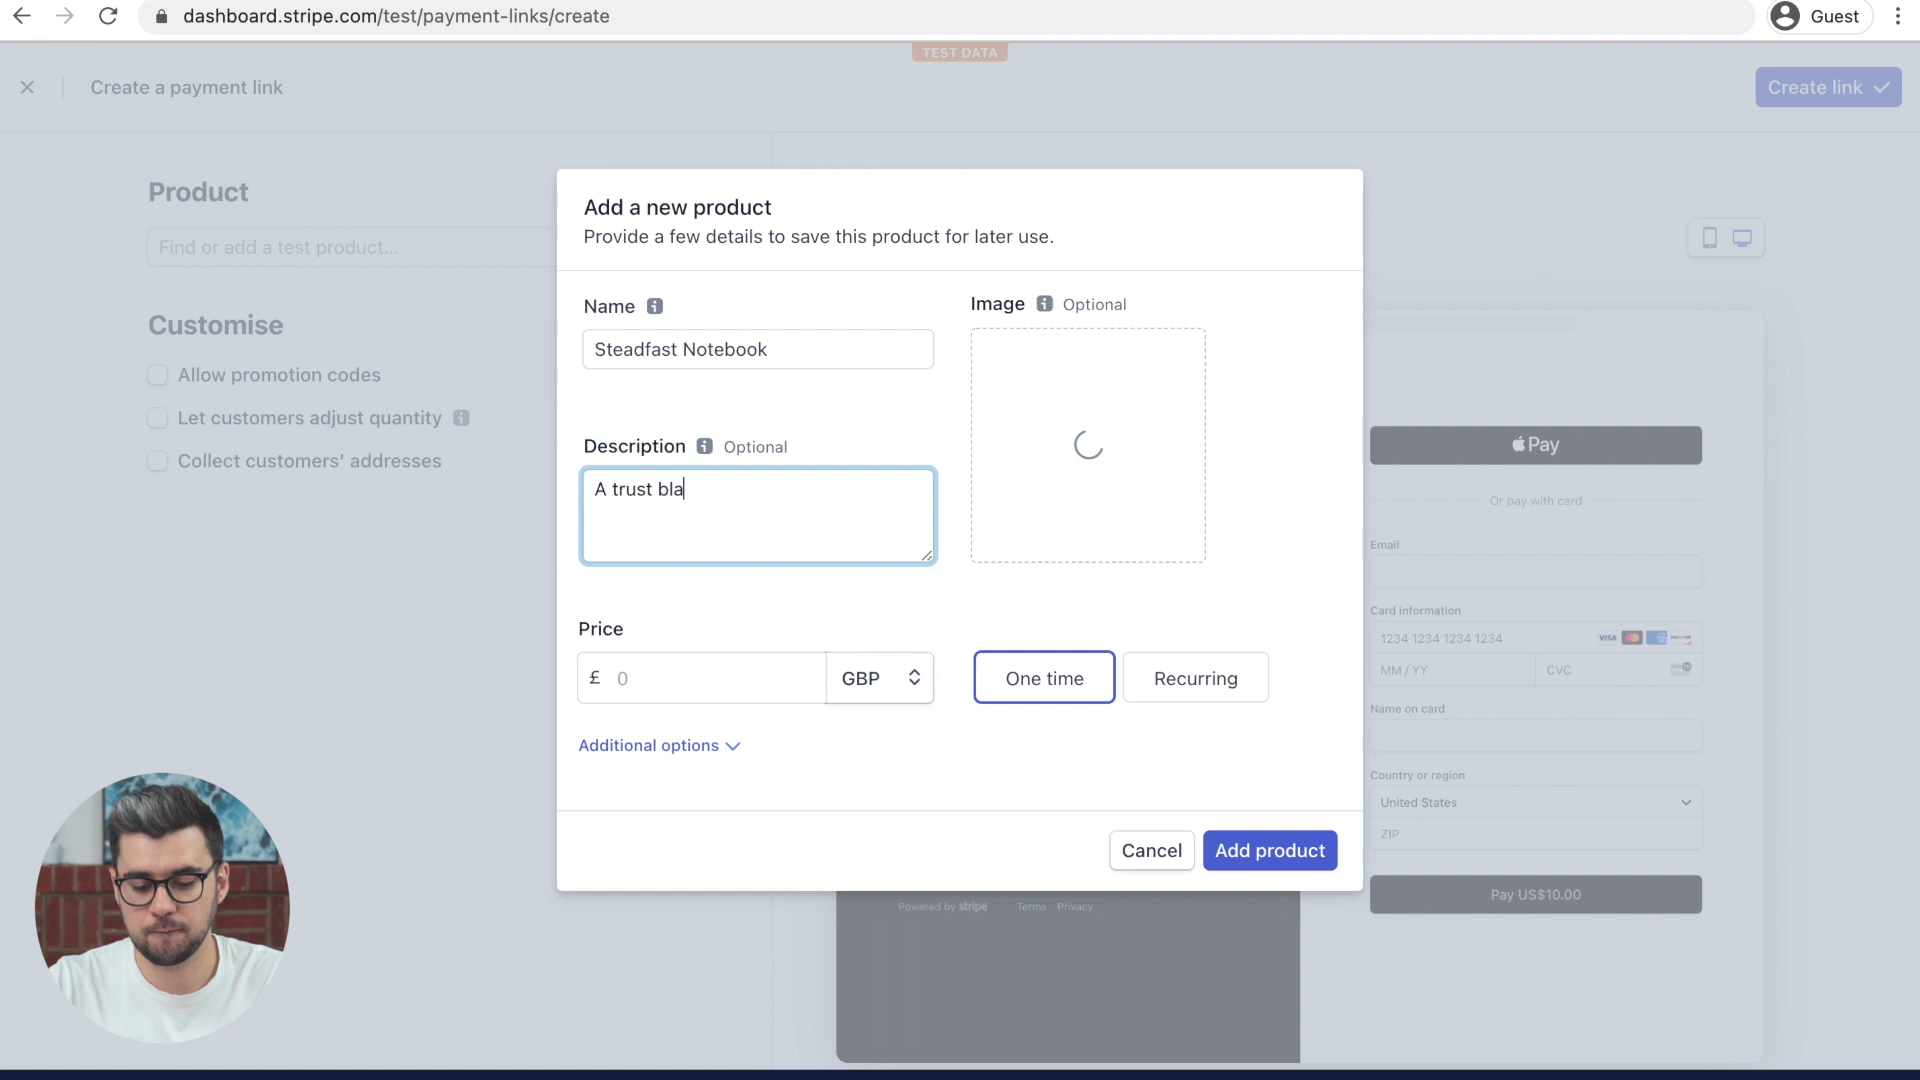 dashboard.stripe.com/test/payment-links/create
Guest
TEST DATA
Create a payment link
Create link
Product
Find or add a test product...
Customise
Allow promotion codes
Let customers adjust quantity
Collect customers' addresses
Add a new product
Provide a few details to save this product for later use.
Name
Steadfast Notebook
Image Optional
Description Optional
A trust bla
Price
£ 0 GBP
One time
Recurring
Additional options
Cancel
Add product
Pay
Or pay with card
Email
Card information
1234 1234 1234 1234 VISA
MM / YY CVC
Name on card
Country or region
United States
ZIP
Pay US$10.00
Powered by stripe Terms Privacy